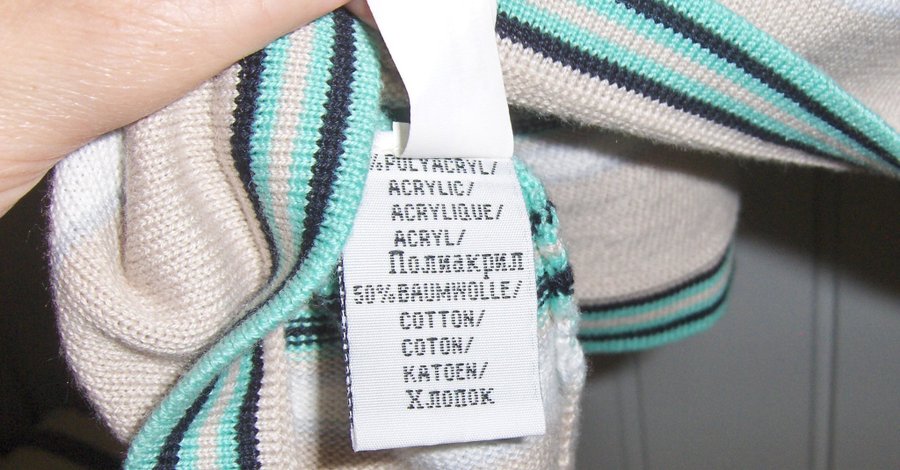 %POLYACRYL/
ACRYLIC/
ACRYLIQUE/
ACRYL/
Полиакрил
50%BAUMWOLLE/
COTTON/
COTON/
KATOEN/
Хлопок